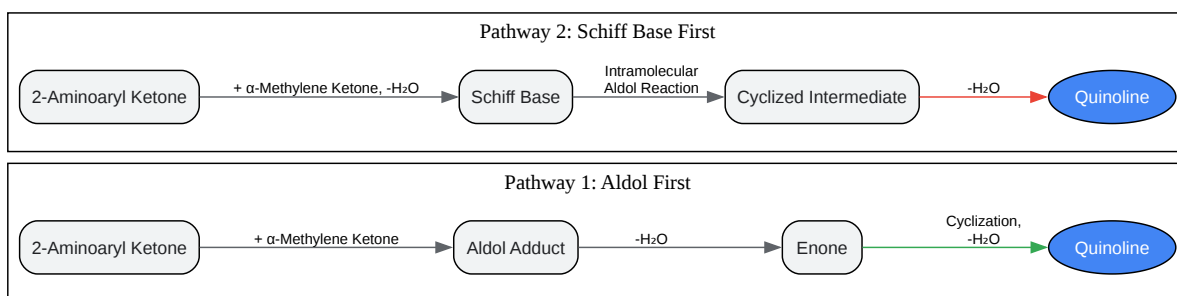 Pathway 2: Schiff Base First
2-Aminoaryl Ketone
+ α-Methylene Ketone, -H₂O
Schiff Base
Intramolecular
Aldol Reaction
Cyclized Intermediate
-H₂O
Quinoline
Pathway 1: Aldol First
2-Aminoaryl Ketone
+ α-Methylene Ketone
Aldol Adduct
-H₂O
Enone
Cyclization,
-H₂O
Quinoline